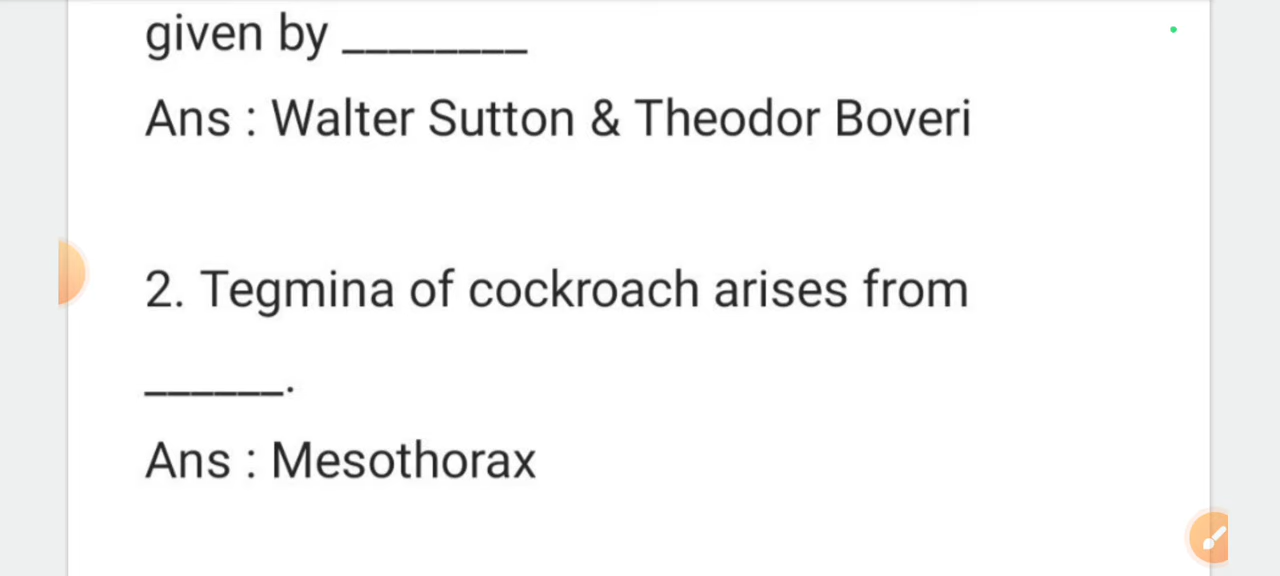 given by ________
Ans : Walter Sutton & Theodor Boveri
2. Tegmina of cockroach arises from
______.
Ans : Mesothorax